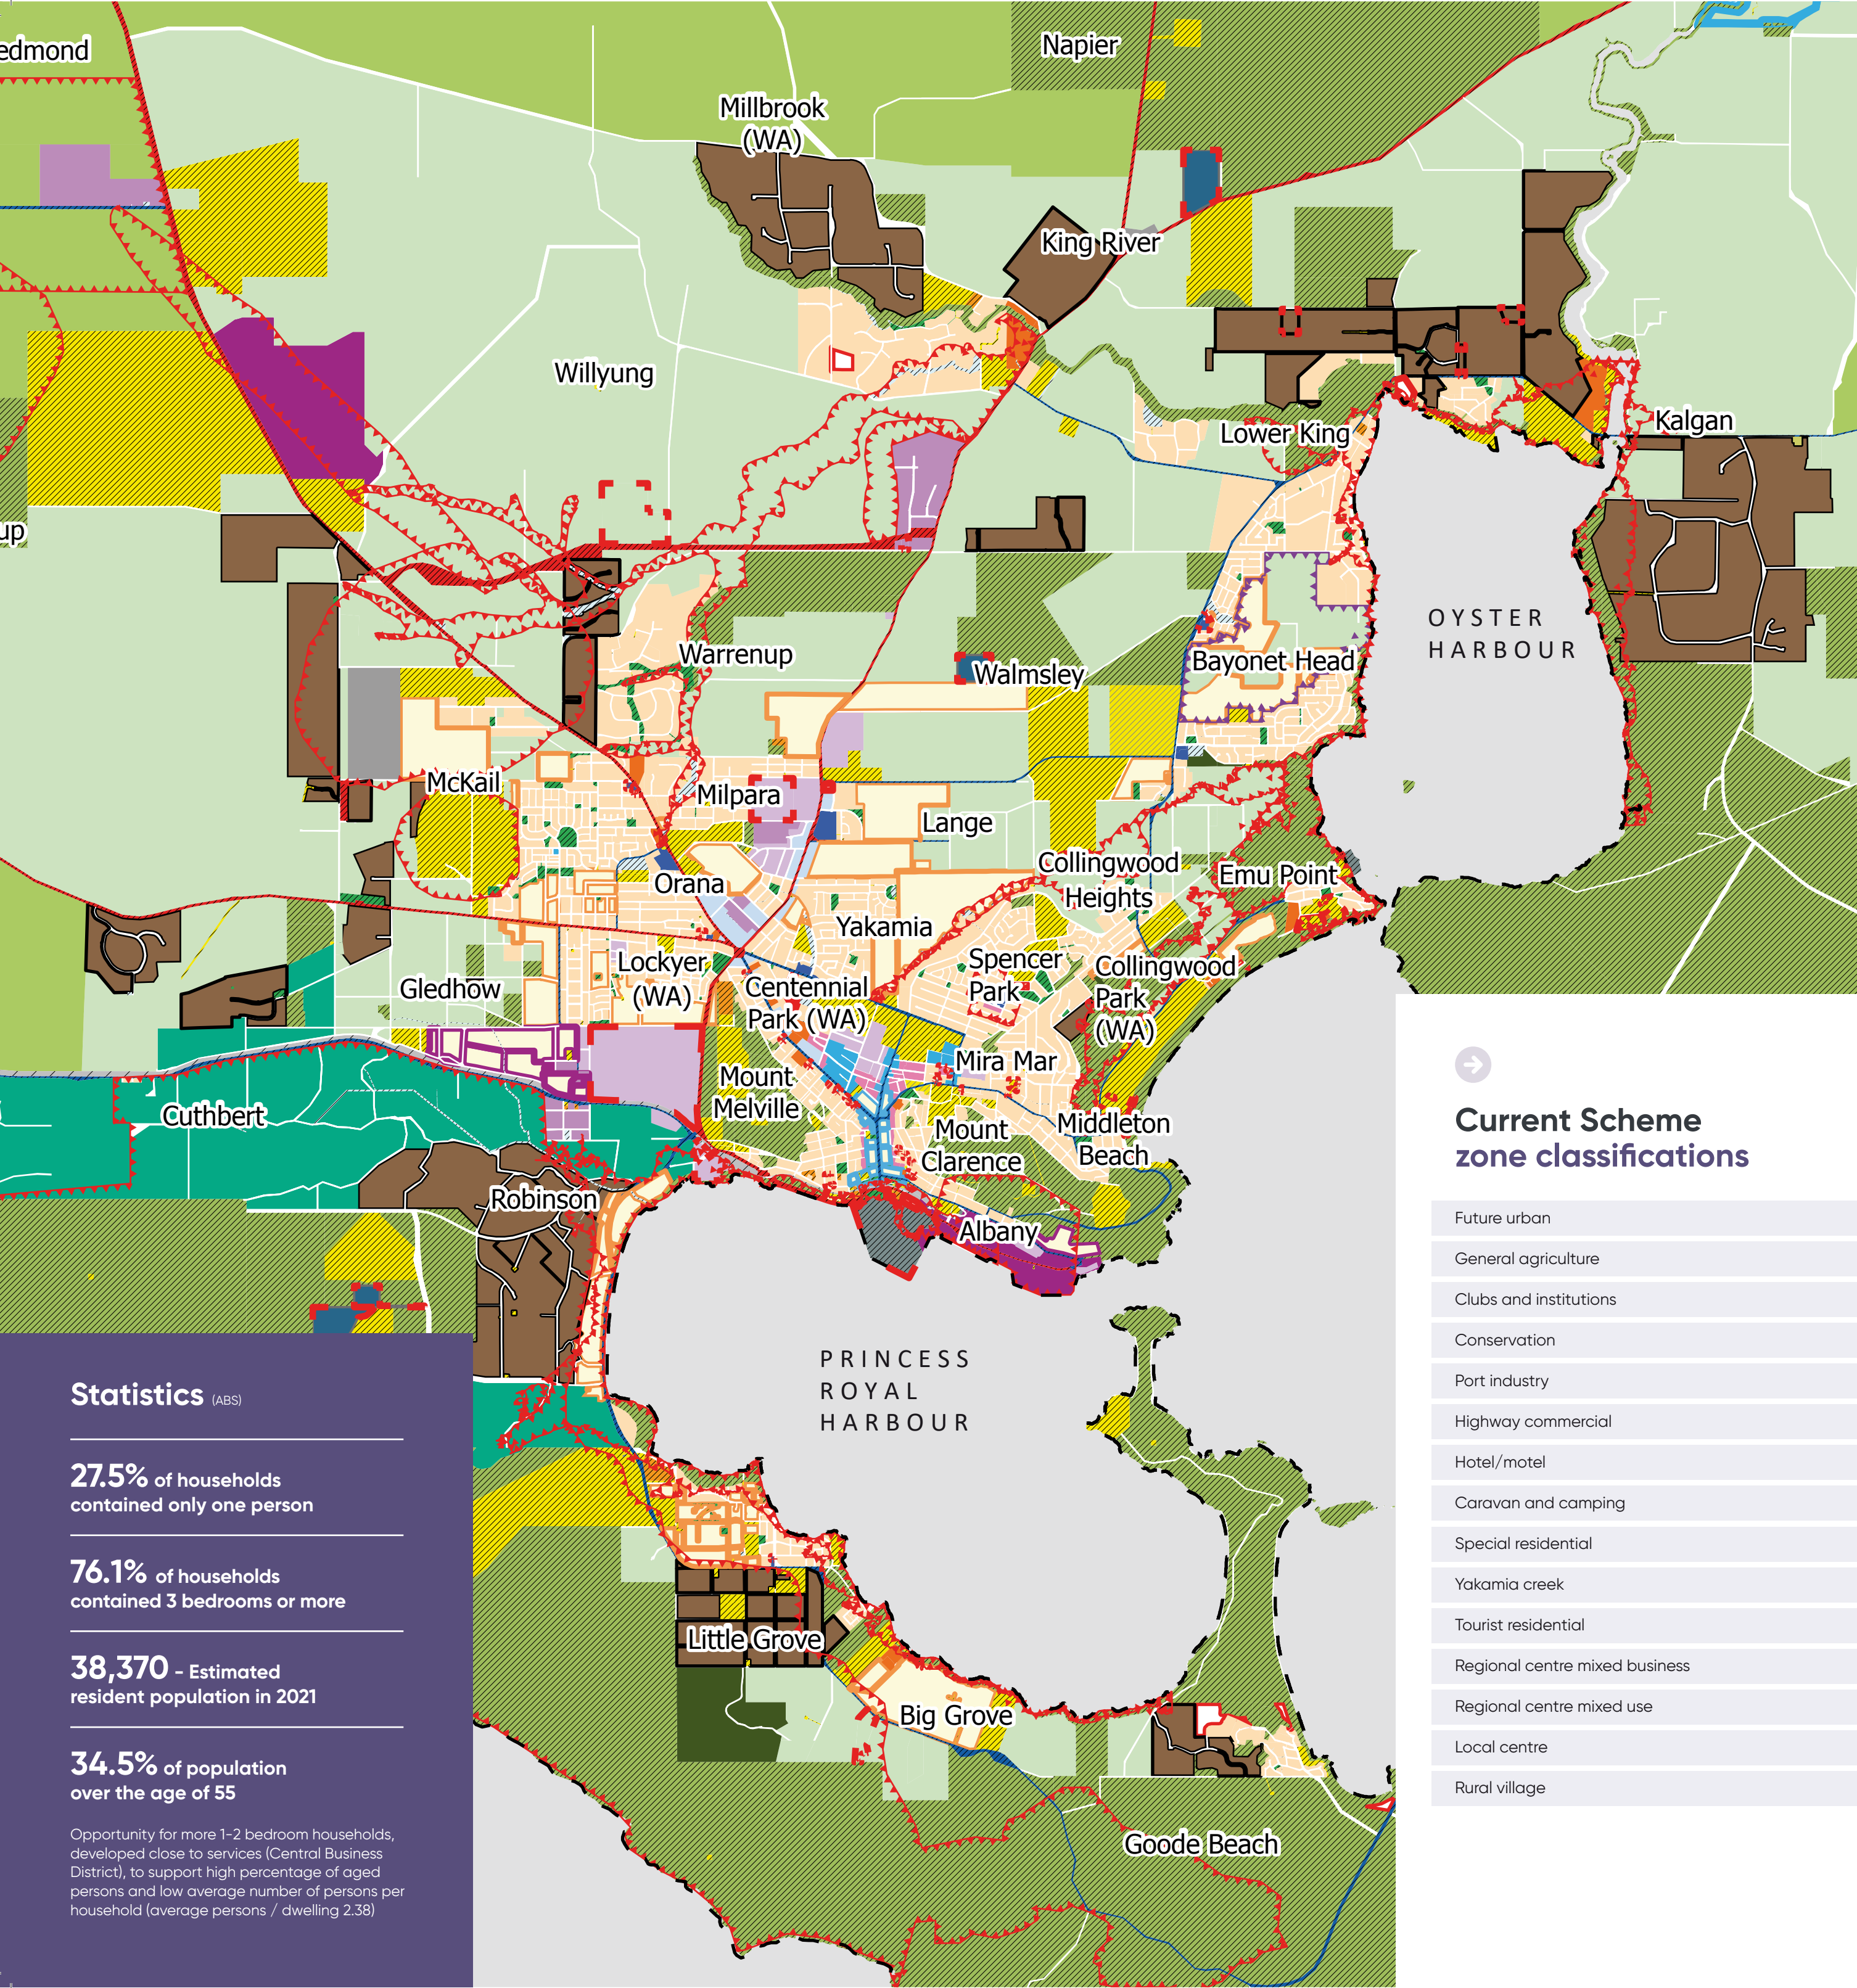 edmond
Napier
Millbrook
(WA)
King River
Willyung
Lower King
Kalgan
up
OYSTER
HARBOUR
Warrenup
Walmsley
Bayonet Head
McKail
Milpara
Lange
Collingwood
Heights
Emu Point
Orana
Yakamia
Lockyer
(WA)
Spencer
Park
Collingwood
Park
(WA)
Gledhow
Centennial
Park (WA)
Mira Mar
Mount
Melville
Cuthbert
Mount
Clarence
Middleton
Beach
Robinson
Albany
PRINCESS
ROYAL
HARBOUR
Little Grove
Big Grove
Goode Beach
Current Scheme
zone classifications
Future urban
General agriculture
Clubs and institutions
Conservation
Port industry
Highway commercial
Hotel/motel
Caravan and camping
Special residential
Yakamia creek
Tourist residential
Regional centre mixed business
Regional centre mixed use
Local centre
Rural village
Statistics (ABS)
27.5% of households
contained only one person
76.1% of households
contained 3 bedrooms or more
38,370 - Estimated
resident population in 2021
34.5% of population
over the age of 55
Opportunity for more 1-2 bedroom households,
developed close to services (Central Business
District), to support high percentage of aged
persons and low average number of persons per
household (average persons / dwelling 2.38)